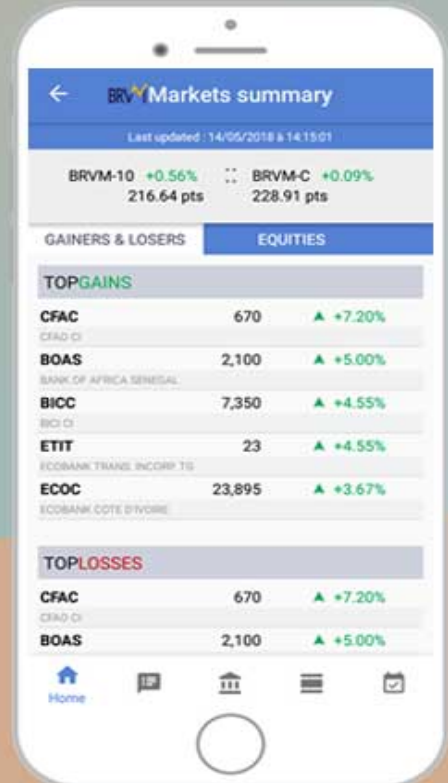 BRVM Markets summary
Last updated : 14/05/2018 à 14:15:01
BRVM-10 +0.56% BRVM-C +0.09%
216.64 pts 228.91 pts
GAINERS & LOSERS EQUITIES
TOPGAINS
CFAC 670 ▲ +7.20%
CFAO CI
BOAS 2,100 ▲ +5.00%
BANK OF AFRICA SENEGAL
BICC 7,350 ▲ +4.55%
BICI CI
ETIT 23 ▲ +4.55%
ECOBANK TRANS. INCORP. TG
ECOC 23,895 ▲ +3.67%
ECOBANK COTE D'IVOIRE
TOPLOSSES
CFAC 670 ▲ +7.20%
CFAO CI
BOAS 2,100 ▲ +5.00%
Home